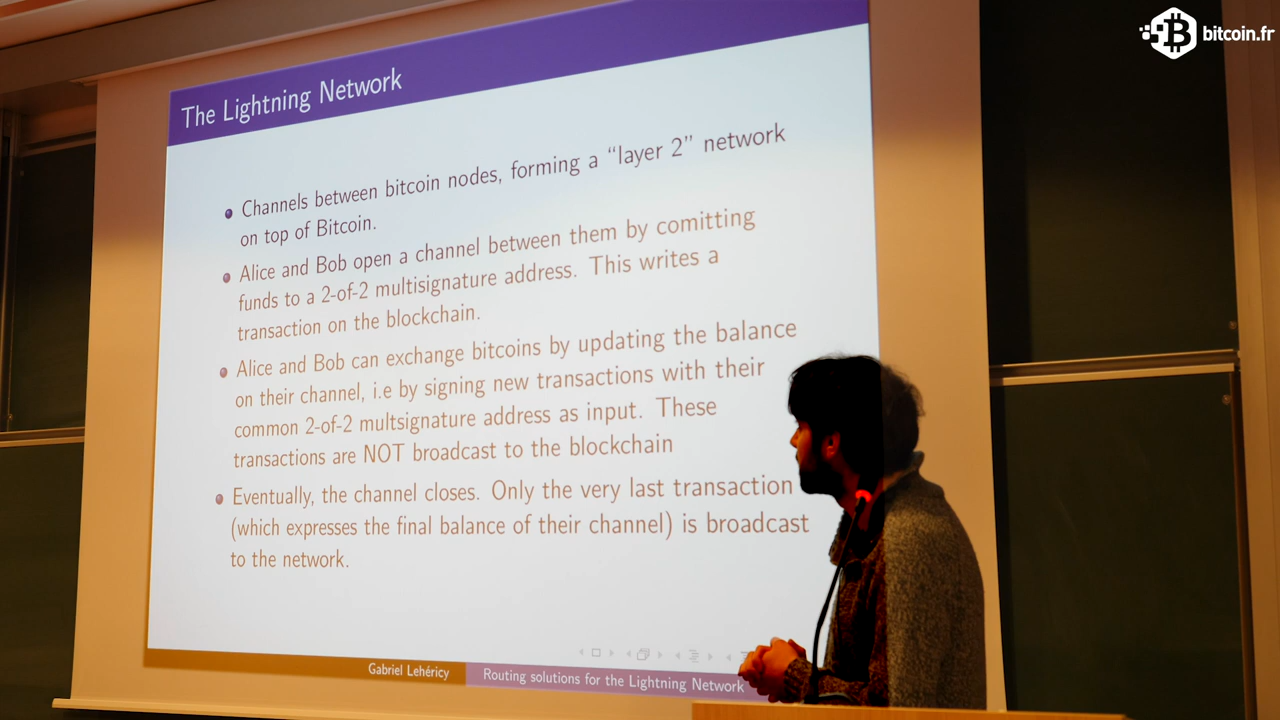 bitcoin.fr
The Lightning Network
Channels between bitcoin nodes, forming a “layer 2” network
on top of Bitcoin.
Alice and Bob open a channel between them by comitting
funds to a 2-of-2 multisignature address. This writes a
transaction on the blockchain.
Alice and Bob can exchange bitcoins by updating the balance
on their channel, i.e by signing new transactions with their
common 2-of-2 multsignature address as input. These
transactions are NOT broadcast to the blockchain
Eventually, the channel closes. Only the very last transaction
(which expresses the final balance of their channel) is broadcast
to the network.
Gabriel Lehéricy
Routing solutions for the Lightning Network